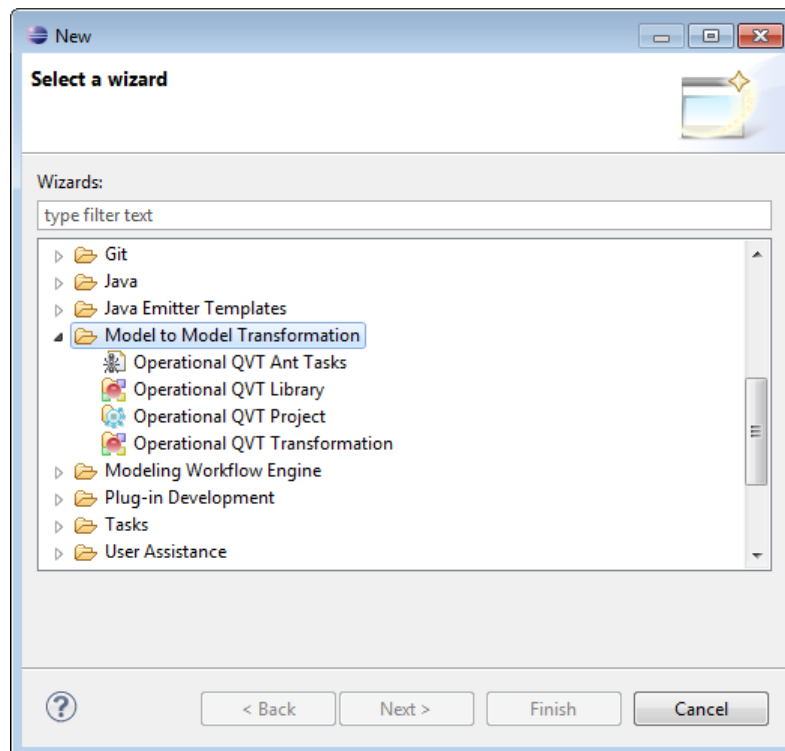 New
Select a wizard
Wizards:
type filter text
Git
Java
Java Emitter Templates
Model to Model Transformation
Operational QVT Ant Tasks
Operational QVT Library
Operational QVT Project
Operational QVT Transformation
Modeling Workflow Engine
Plug-in Development
Tasks
User Assistance
? < Back Next > Finish Cancel